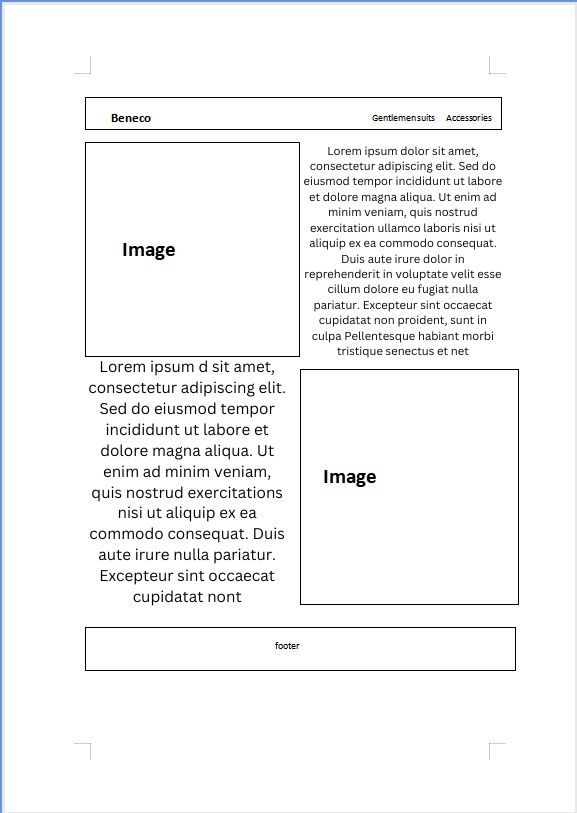 Beneco
Gentlemen suits Accessories
Image
Lorem ipsum dolor sit amet,
consectetur adipiscing elit. Sed do
eiusmod tempor incididunt ut labore
et dolore magna aliqua. Ut enim ad
minim veniam, quis nostrud
exercitation ullamco laboris nisi ut
aliquip ex ea commodo consequat.
Duis aute irure dolor in
reprehenderit in voluptate velit esse
cillum dolore eu fugiat nulla
pariatur. Excepteur sint occaecat
cupidatat non proident, sunt in
culpa Pellentesque habiant morbi
tristique senectus et net
Lorem ipsum d sit amet,
consectetur adipiscing elit.
Sed do eiusmod tempor
incididunt ut labore et
dolore magna aliqua. Ut
enim ad minim veniam,
quis nostrud exercitations
nisi ut aliquip ex ea
commodo consequat. Duis
aute irure nulla pariatur.
Excepteur sint occaecat
cupidatat nont
Image
footer